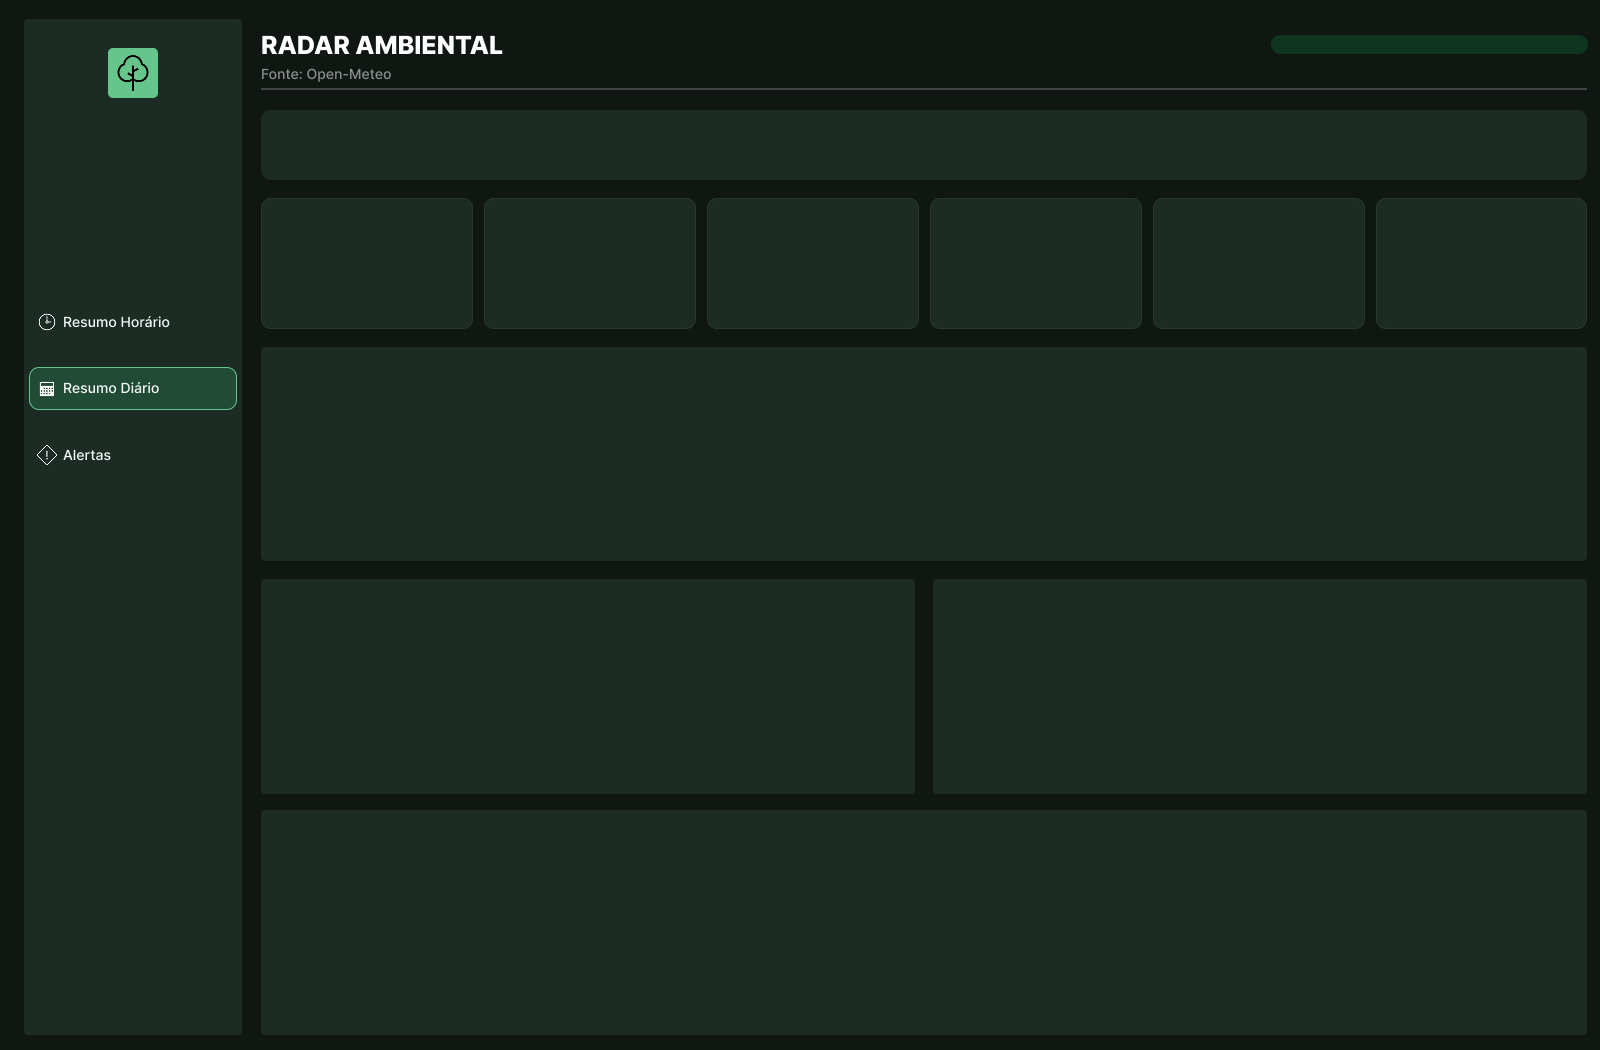 RADAR AMBIENTAL
Fonte: Open-Meteo
Resumo Horário
Resumo Diário
Alertas